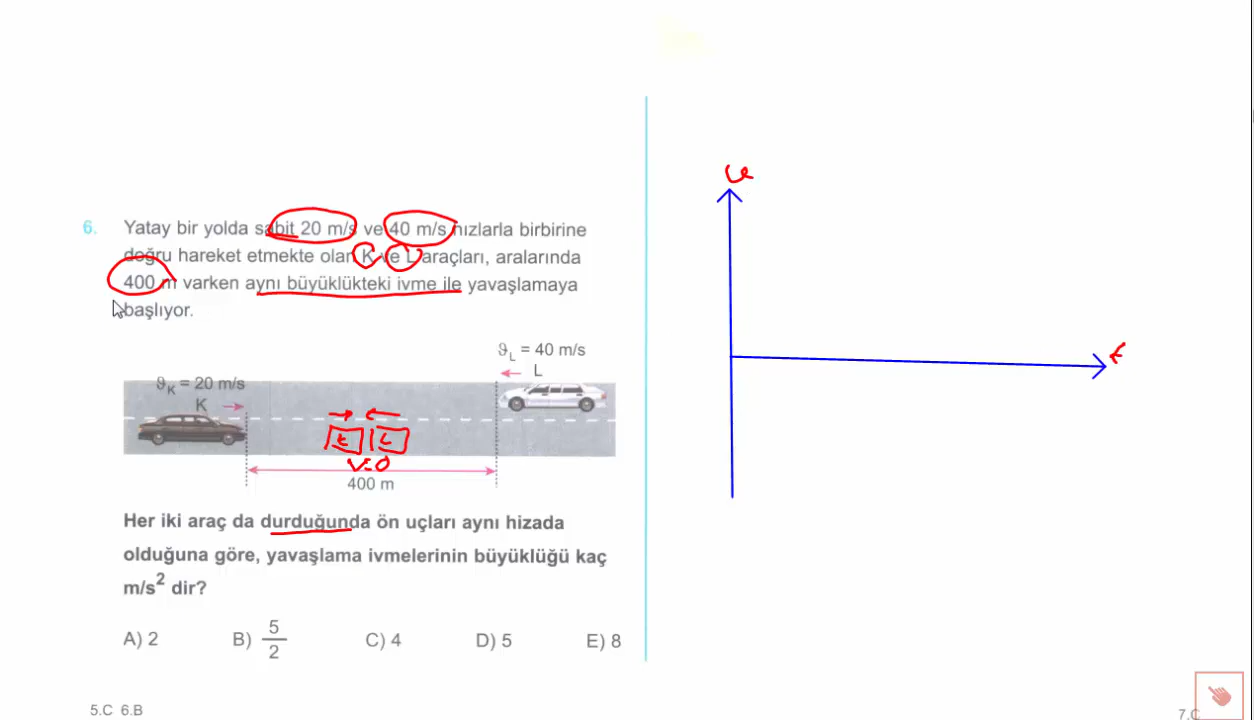 6. Yatay bir yolda sabit 20 m/s ve 40 m/s hızlarla birbirine
doğru hareket etmekte olan K ve L araçları, aralarında
400 m varken aynı büyüklükteki ivme ile yavaşlamaya
başlıyor.
ϑL = 40 m/s
L
ϑK = 20 m/s
K
K L
V=0
400 m
Her iki araç da durduğunda ön uçları aynı hizada
olduğuna göre, yavaşlama ivmelerinin büyüklüğü kaç
m/s² dir?
A) 2 B) 5/2 C) 4 D) 5 E) 8
5.C 6.B
ϑ
t
7.C